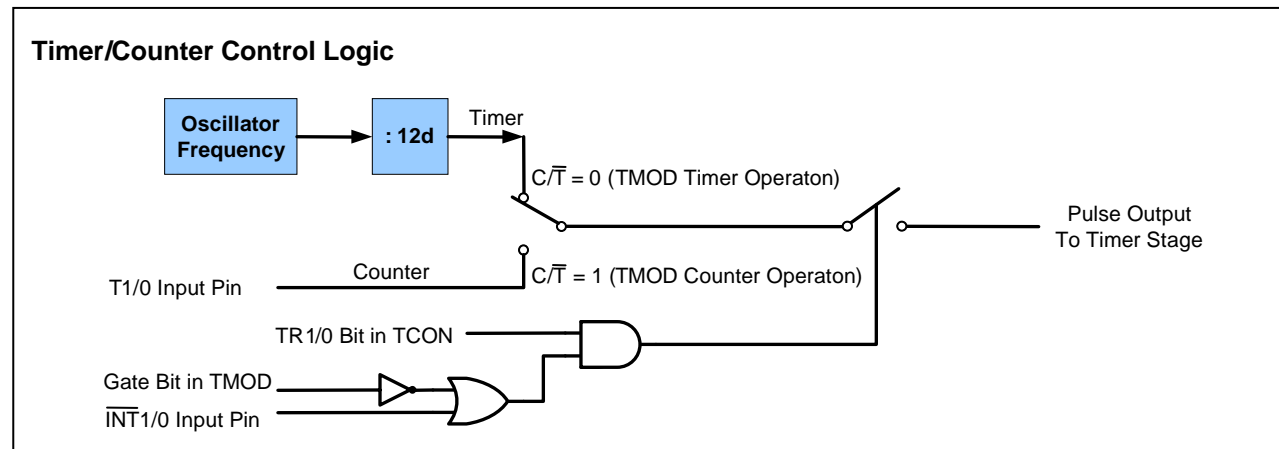 Timer/Counter Control Logic
Oscillator
Frequency
: 12d
Timer
C/T̅ = 0 (TMOD Timer Operaton)
Pulse Output
To Timer Stage
Counter
C/T̅ = 1 (TMOD Counter Operaton)
T1/0 Input Pin
TR1/0 Bit in TCON
Gate Bit in TMOD
I̅N̅T̅1/0 Input Pin